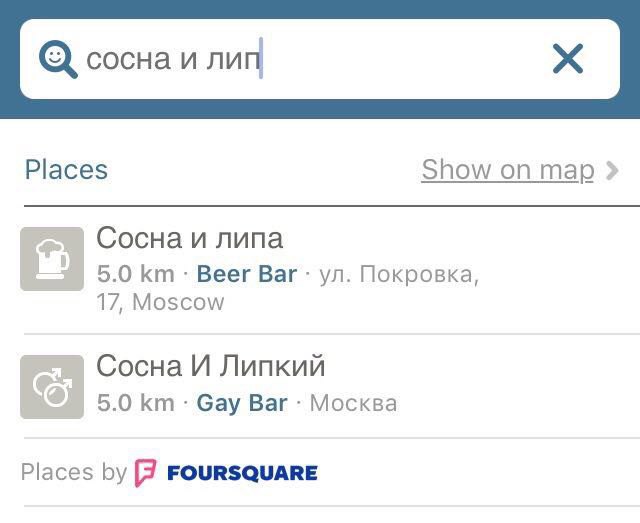 сосна и лип
Places
Show on map
Сосна и липа
5.0 km · Beer Bar · ул. Покровка,
17, Moscow
Сосна И Липкий
5.0 km · Gay Bar · Москва
Places by FOURSQUARE